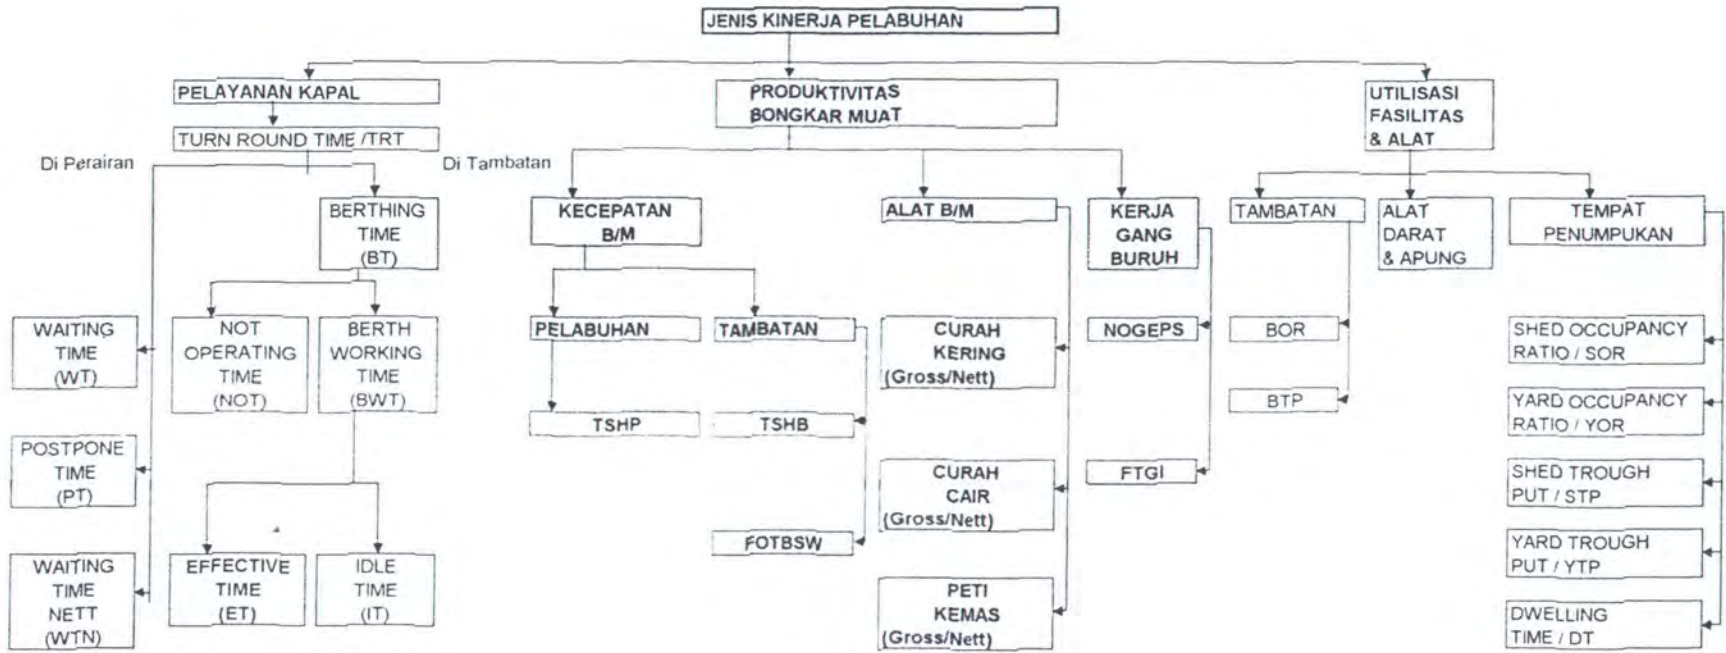 JENIS KINERJA PELABUHAN
PELAYANAN KAPAL
TURN ROUND TIME /TRT
Di Perairan
Di Tambatan
BERTHING
TIME
(BT)
WAITING
TIME
(WT)
NOT
OPERATING
TIME
(NOT)
BERTH
WORKING
TIME
(BWT)
POSTPONE
TIME
(PT)
WAITING
TIME
NETT
(WTN)
EFFECTIVE
TIME
(ET)
IDLE
TIME
(IT)
PRODUKTIVITAS
BONGKAR MUAT
KECEPATAN
B/M
PELABUHAN
TAMBATAN
TSHP
TSHB
FOTBSW
ALAT B/M
CURAH
KERING
(Gross/Nett)
CURAH
CAIR
(Gross/Nett)
PETI
KEMAS
(Gross/Nett)
KERJA
GANG
BURUH
NOGEPS
FTGI
UTILISASI
FASILITAS
& ALAT
TAMBATAN
BOR
BTP
ALAT
DARAT
& APUNG
TEMPAT
PENUMPUKAN
SHED OCCUPANCY
RATIO / SOR
YARD OCCUPANCY
RATIO / YOR
SHED TROUGH
PUT / STP
YARD TROUGH
PUT / YTP
DWELLING
TIME / DT